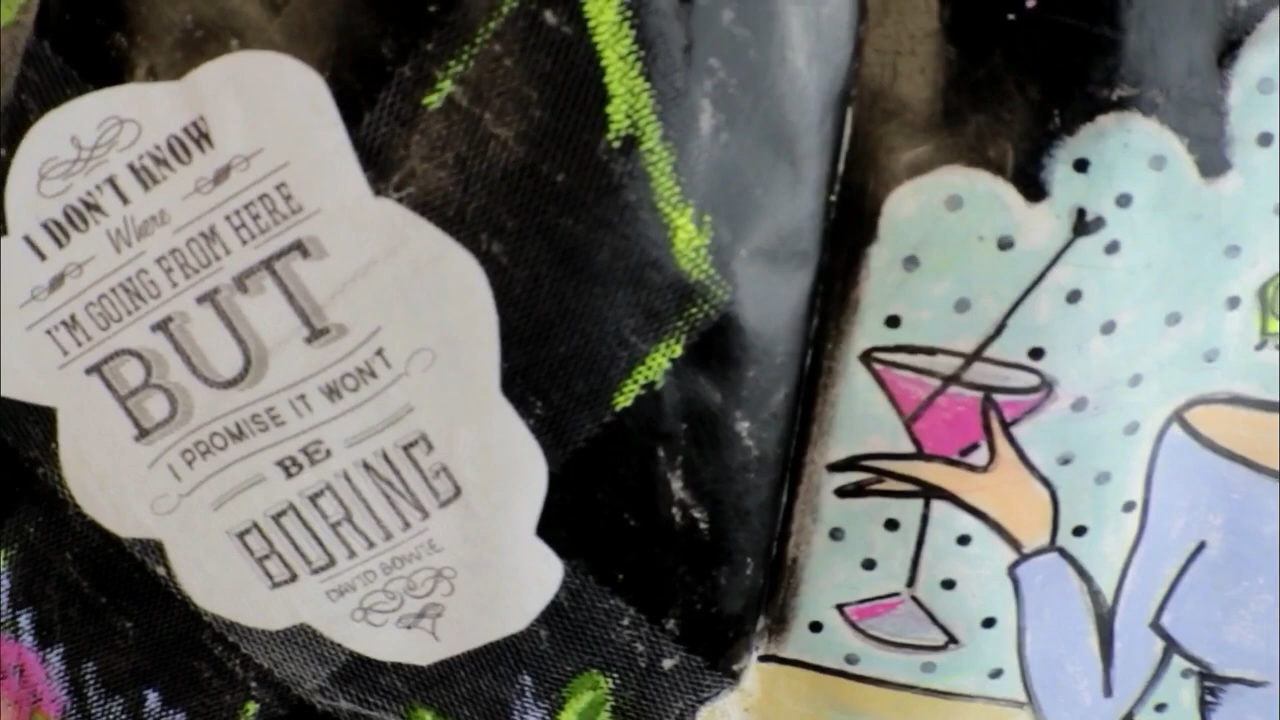 I DON'T KNOW
Where
I'M GOING FROM HERE
BUT
I PROMISE IT WON'T
BE
BORING
DAVID BOWIE